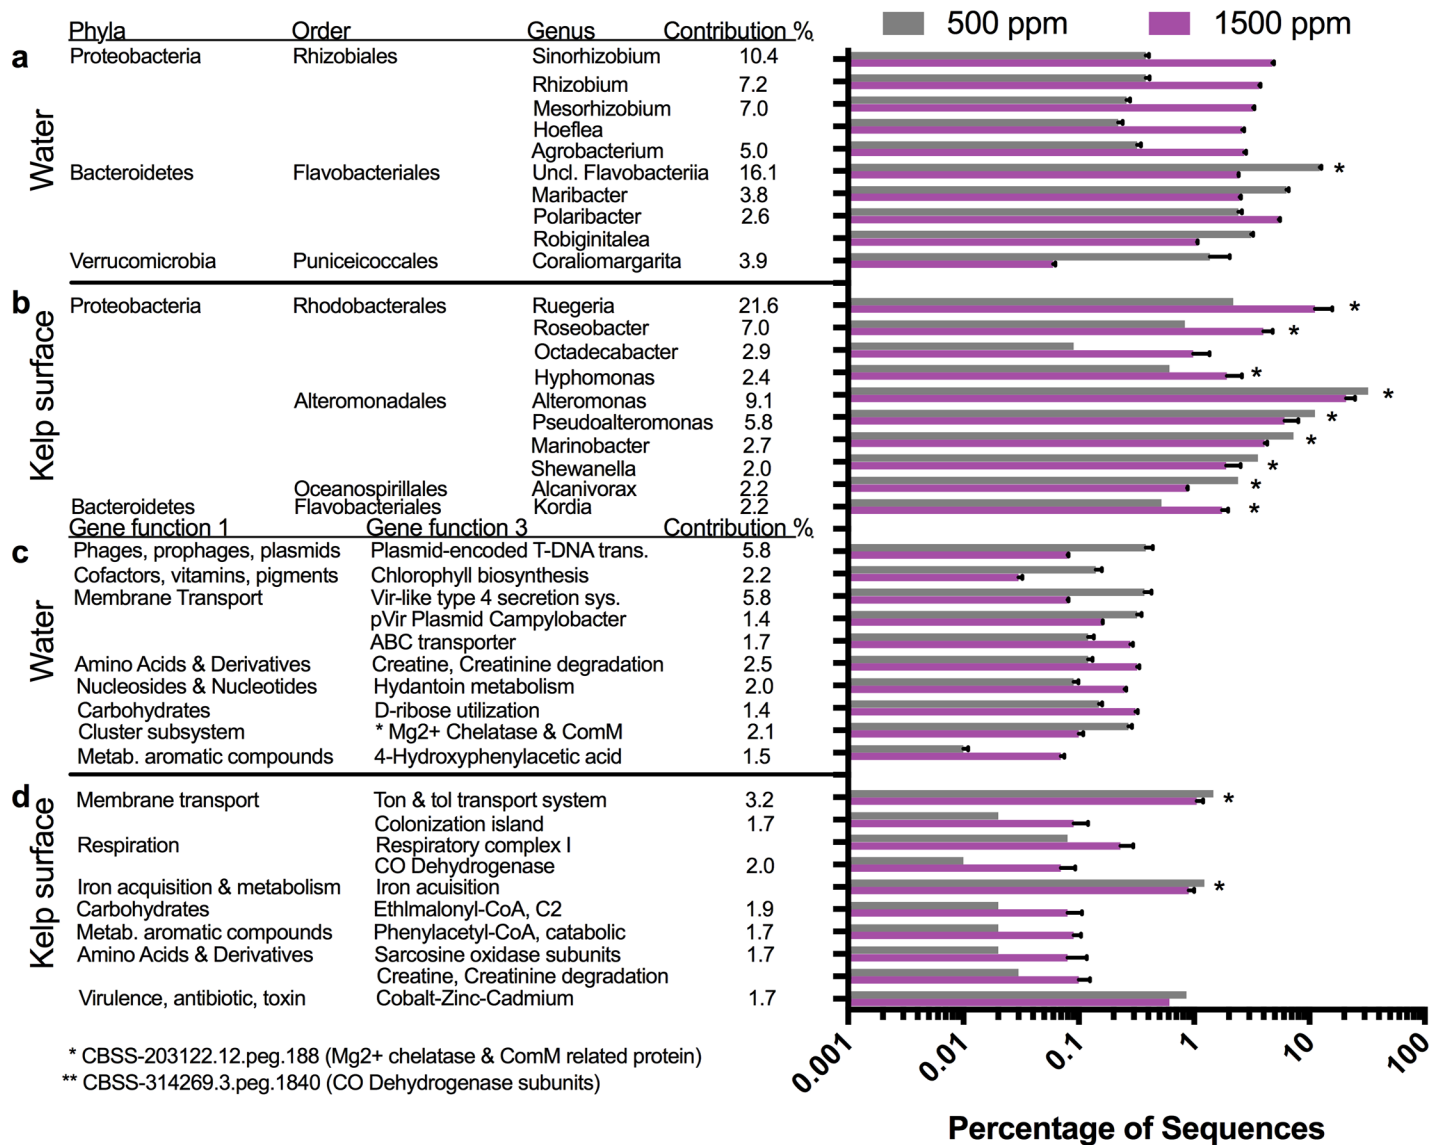 500 ppm 1500 ppm
Phyla Order Genus Contribution %
a
Water
Proteobacteria Rhizobiales Sinorhizobium 10.4
Rhizobium 7.2
Mesorhizobium 7.0
Hoeflea
Agrobacterium 5.0
Bacteroidetes Flavobacteriales Uncl. Flavobacteriia 16.1 *
Maribacter 3.8
Polaribacter 2.6
Robiginitalea
Verrucomicrobia Puniceicoccales Coraliomargarita 3.9
b
Kelp surface
Proteobacteria Rhodobacterales Ruegeria 21.6 *
Roseobacter 7.0 *
Octadecabacter 2.9
Hyphomonas 2.4 *
Alteromonadales Alteromonas 9.1 *
Pseudoalteromonas 5.8 *
Marinobacter 2.7 *
Shewanella 2.0 *
Oceanospirillales Alcanivorax 2.2 *
Bacteroidetes Flavobacteriales Kordia 2.2 *
Gene function 1 Gene function 3 Contribution %
c
Water
Phages, prophages, plasmids Plasmid-encoded T-DNA trans. 5.8
Cofactors, vitamins, pigments Chlorophyll biosynthesis 2.2
Membrane Transport Vir-like type 4 secretion sys. 5.8
pVir Plasmid Campylobacter 1.4
ABC transporter 1.7
Amino Acids & Derivatives Creatine, Creatinine degradation 2.5
Nucleosides & Nucleotides Hydantoin metabolism 2.0
Carbohydrates D-ribose utilization 1.4
Cluster subsystem * Mg2+ Chelatase & ComM 2.1
Metab. aromatic compounds 4-Hydroxyphenylacetic acid 1.5
d
Kelp surface
Membrane transport Ton & tol transport system 3.2 *
Colonization island 1.7
Respiration Respiratory complex I
CO Dehydrogenase 2.0
Iron acquisition & metabolism Iron acuisition *
Carbohydrates Ethlmalonyl-CoA, C2 1.9
Metab. aromatic compounds Phenylacetyl-CoA, catabolic 1.7
Amino Acids & Derivatives Sarcosine oxidase subunits 1.7
Creatine, Creatinine degradation
Virulence, antibiotic, toxin Cobalt-Zinc-Cadmium 1.7
0.001 0.01 0.1 1 10 100
Percentage of Sequences
* CBSS-203122.12.peg.188 (Mg2+ chelatase & ComM related protein)
** CBSS-314269.3.peg.1840 (CO Dehydrogenase subunits)